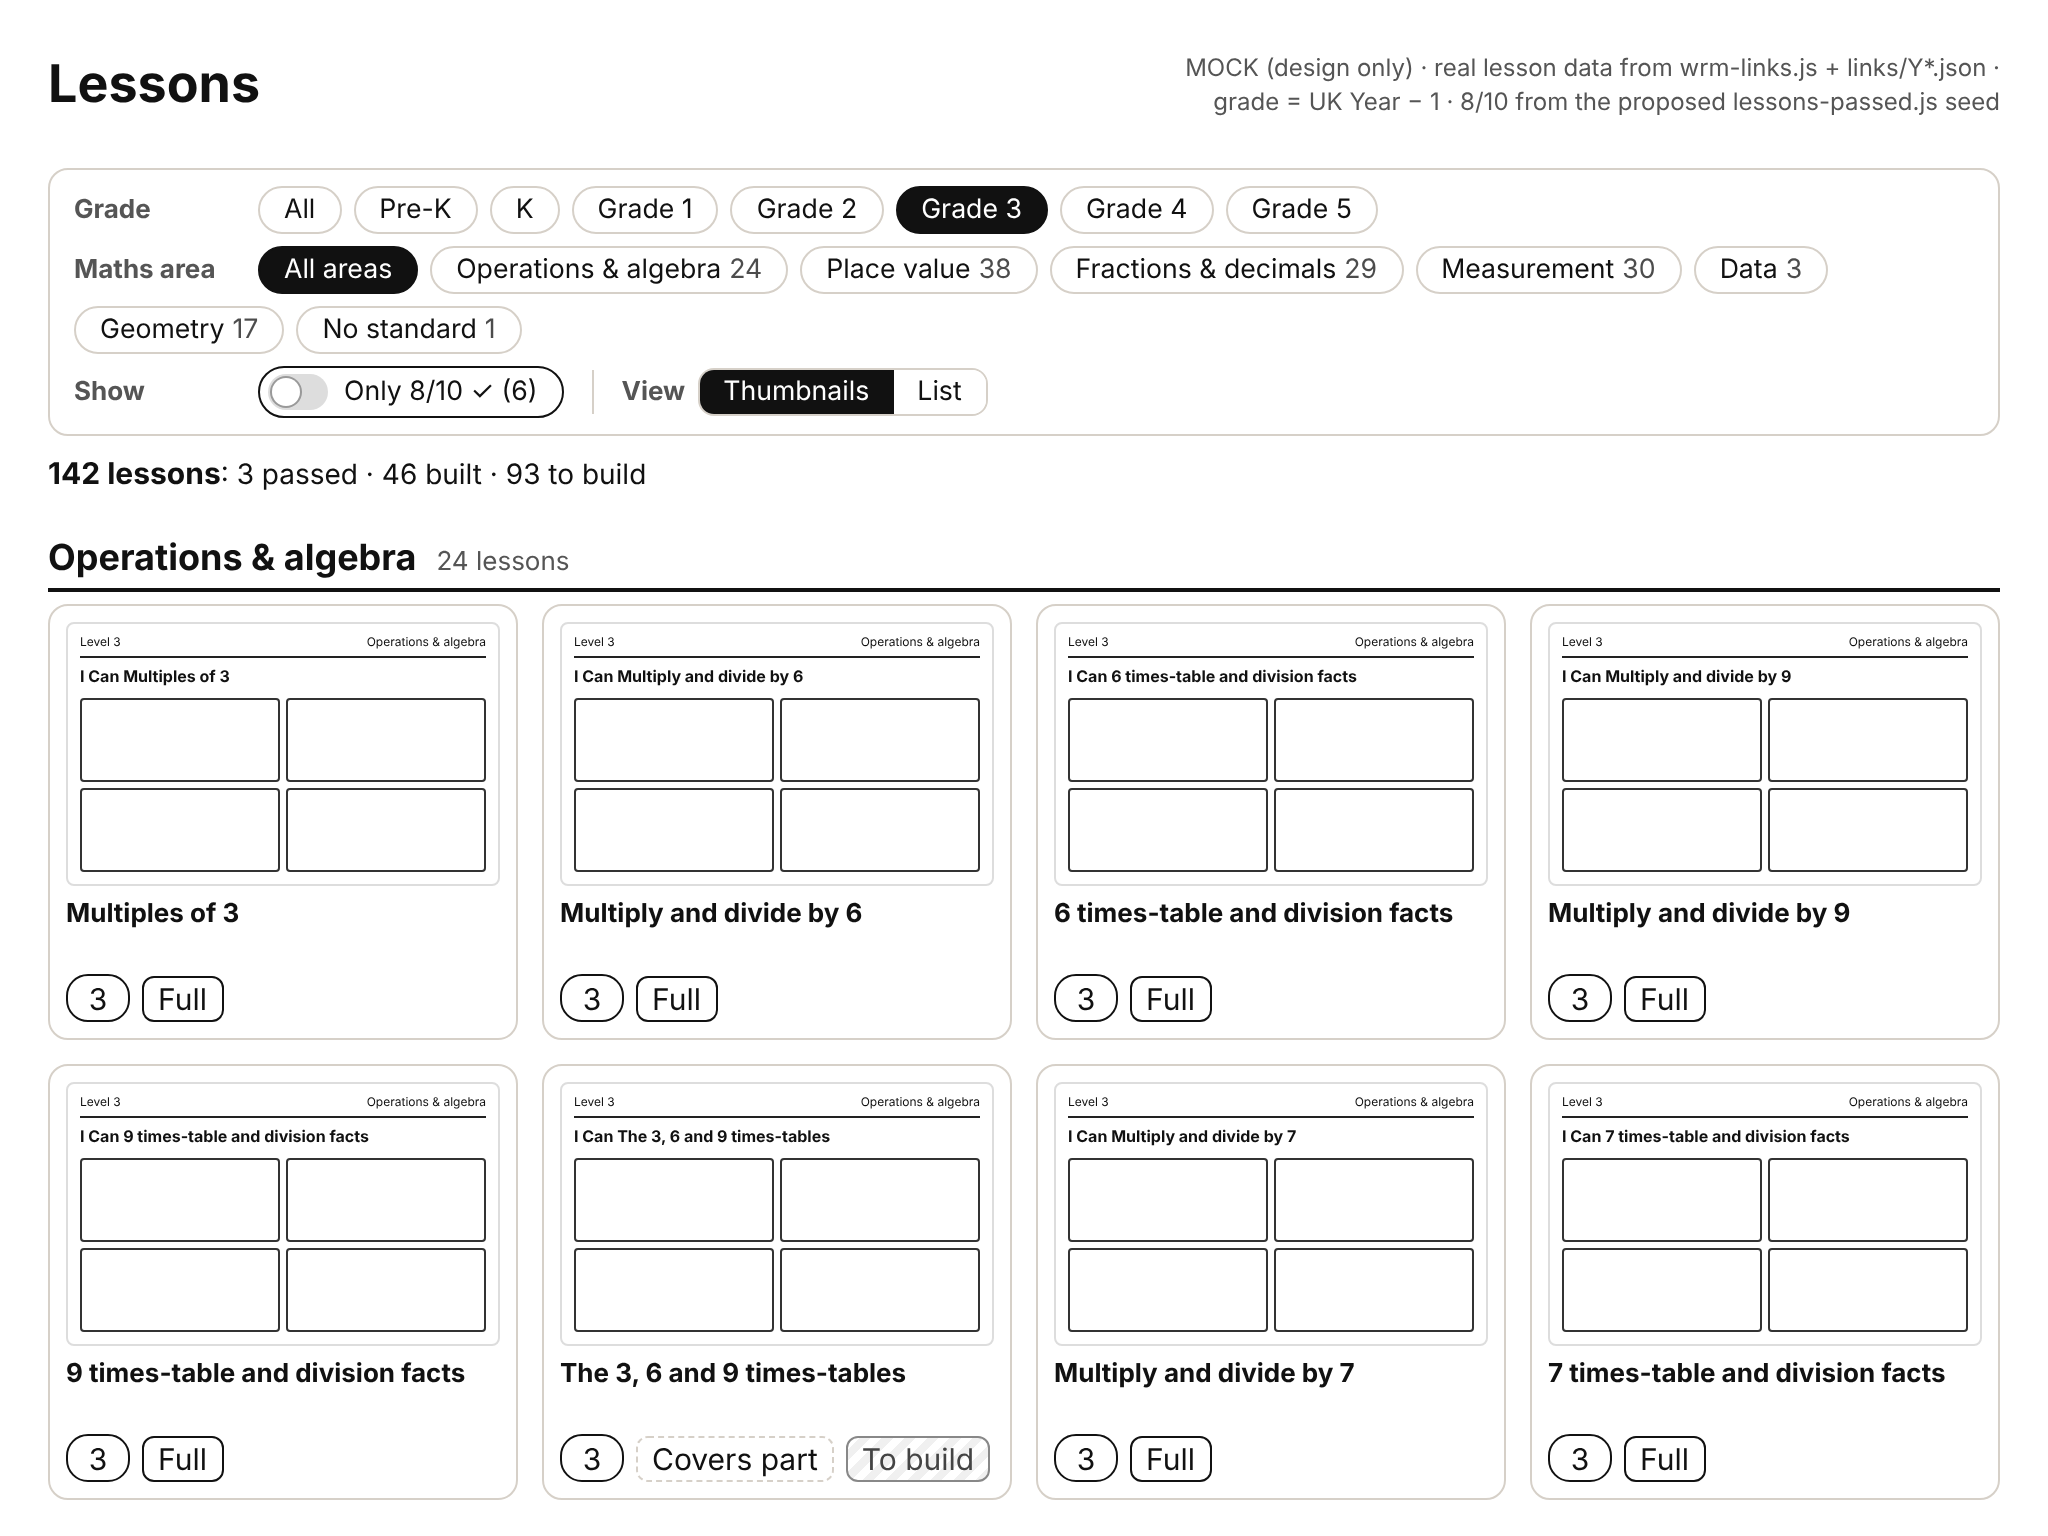 Lessons
MOCK (design only) · real lesson data from wrm-links.js + links/Y*.json ·
grade = UK Year − 1 · 8/10 from the proposed lessons-passed.js seed
Grade All Pre-K K Grade 1 Grade 2 Grade 3 Grade 4 Grade 5
Maths area All areas Operations & algebra 24 Place value 38 Fractions & decimals 29 Measurement 30 Data 3
Geometry 17 No standard 1
Show Only 8/10 ✓ (6) View Thumbnails List
142 lessons: 3 passed · 46 built · 93 to build
Operations & algebra 24 lessons
Level 3 Operations & algebra
I Can Multiples of 3
Multiples of 3
3 Full
Level 3 Operations & algebra
I Can Multiply and divide by 6
Multiply and divide by 6
3 Full
Level 3 Operations & algebra
I Can 6 times-table and division facts
6 times-table and division facts
3 Full
Level 3 Operations & algebra
I Can Multiply and divide by 9
Multiply and divide by 9
3 Full
Level 3 Operations & algebra
I Can 9 times-table and division facts
9 times-table and division facts
3 Full
Level 3 Operations & algebra
I Can The 3, 6 and 9 times-tables
The 3, 6 and 9 times-tables
3 Covers part To build
Level 3 Operations & algebra
I Can Multiply and divide by 7
Multiply and divide by 7
3 Full
Level 3 Operations & algebra
I Can 7 times-table and division facts
7 times-table and division facts
3 Full